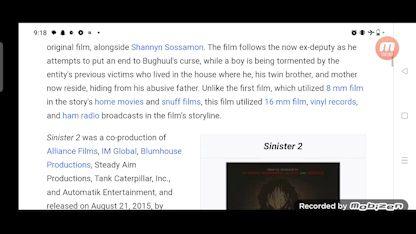 9:18
original film, alongside Shannyn Sossamon. The film follows the now ex-deputy as he
attempts to put an end to Bughuul's curse, while a boy is being tormented by the
entity's previous victims who lived in the house where he, his twin brother, and mother
now reside, hiding from his abusive father. Unlike the first film, which utilized 8 mm film
in the story's home movies and snuff films, this film utilized 16 mm film, vinyl records,
and ham radio broadcasts in the film's storyline.
Sinister 2 was a co-production of
Alliance Films, IM Global, Blumhouse
Productions, Steady Aim
Productions, Tank Caterpillar, Inc.,
and Automatik Entertainment, and
released on August 21, 2015, by
Sinister 2
Recorded by
Mobizen